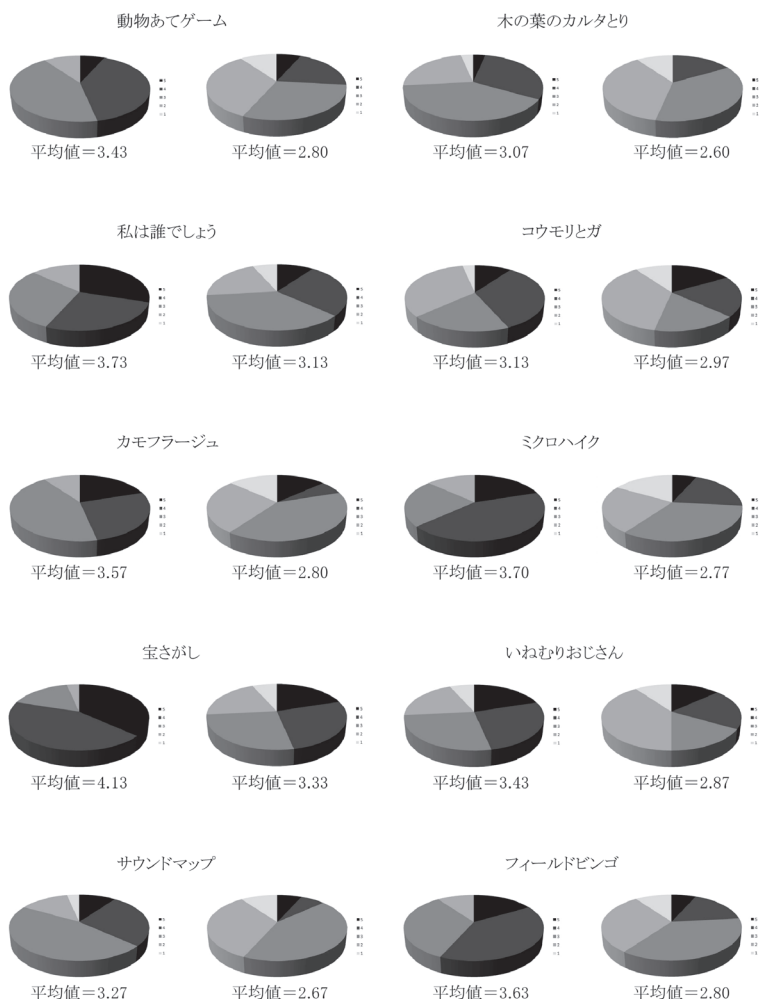 動物あてゲーム
木の葉のカルタとり
平均値＝3.43
平均値＝2.80
平均値＝3.07
平均値＝2.60
私は誰でしょう
コウモリとガ
平均値＝3.73
平均値＝3.13
平均値＝3.13
平均値＝2.97
カモフラージュ
ミクロハイク
平均値＝3.57
平均値＝2.80
平均値＝3.70
平均値＝2.77
宝さがし
いねむりおじさん
平均値＝4.13
平均値＝3.33
平均値＝3.43
平均値＝2.87
サウンドマップ
フィールドビンゴ
平均値＝3.27
平均値＝2.67
平均値＝3.63
平均値＝2.80